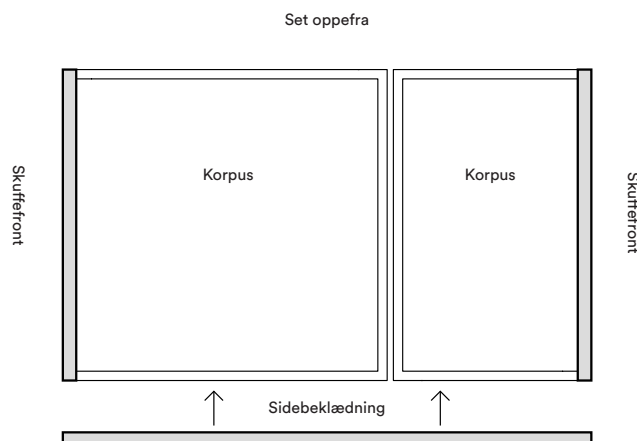 Set oppefra
Skuffefront
Korpus
Korpus
Skuffefront
Sidebeklædning